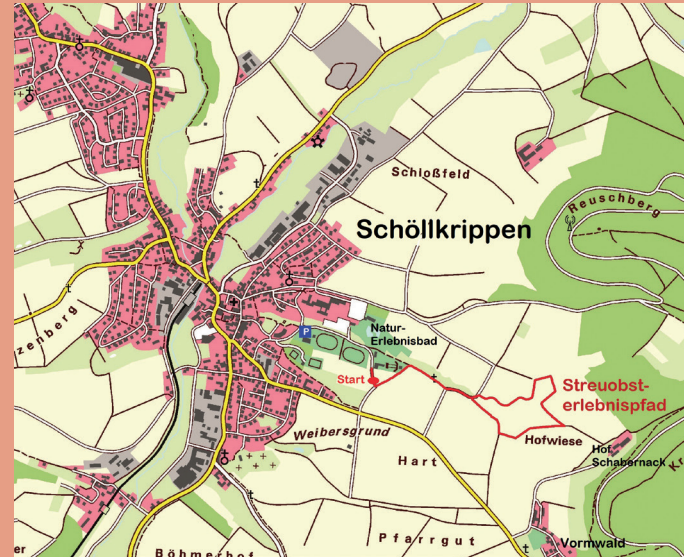 Schloßfeld
Reuschberg
Schöllkrippen
P
Natur-
Erlebnisbad
Start
Streuobst-
erlebnispfad
Weibersgrund
Hofwiese
Hart
Hof
Schabernack
Pfarrgut
Vormwald
Böhmerhof